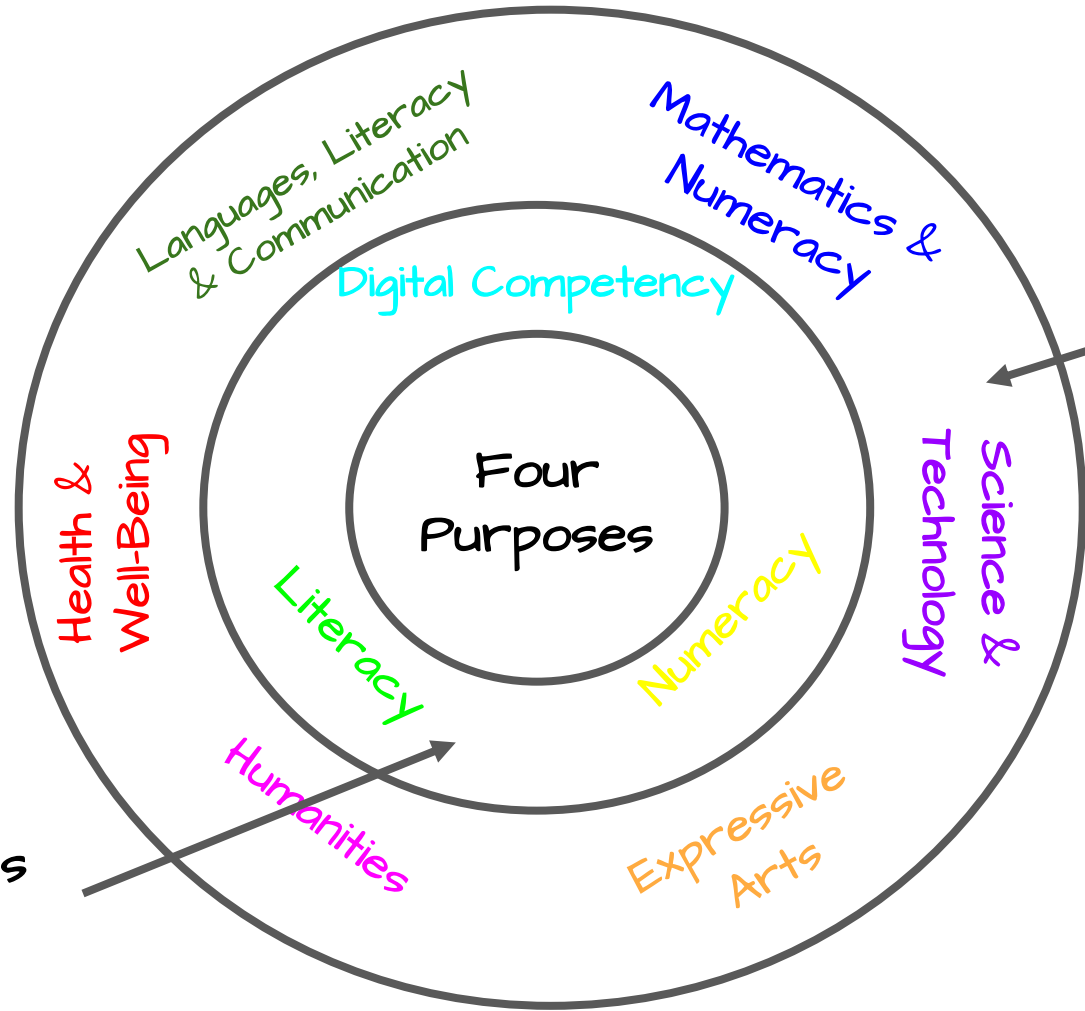 Languages, Literacy
& Communication
Mathematics &
Numeracy
Digital Competency
Four
Purposes
Health &
Well-Being
Science &
Technology
Literacy
Numeracy
Humanities
Expressive
Arts
s